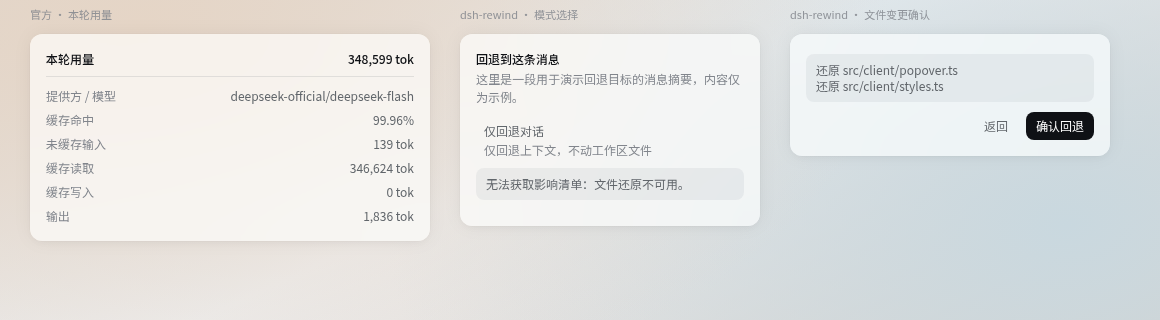 官方 · 本轮用量
本轮用量 348,599 tok
提供方 / 模型 deepseek-official/deepseek-flash
缓存命中 99.96%
未缓存输入 139 tok
缓存读取 346,624 tok
缓存写入 0 tok
输出 1,836 tok
dsh-rewind · 模式选择
回退到这条消息
这里是一段用于演示回退目标的消息摘要，内容仅
为示例。
仅回退对话
仅回退上下文，不动工作区文件
无法获取影响清单：文件还原不可用。
dsh-rewind · 文件变更确认
还原 src/client/popover.ts
还原 src/client/styles.ts
返回 确认回退